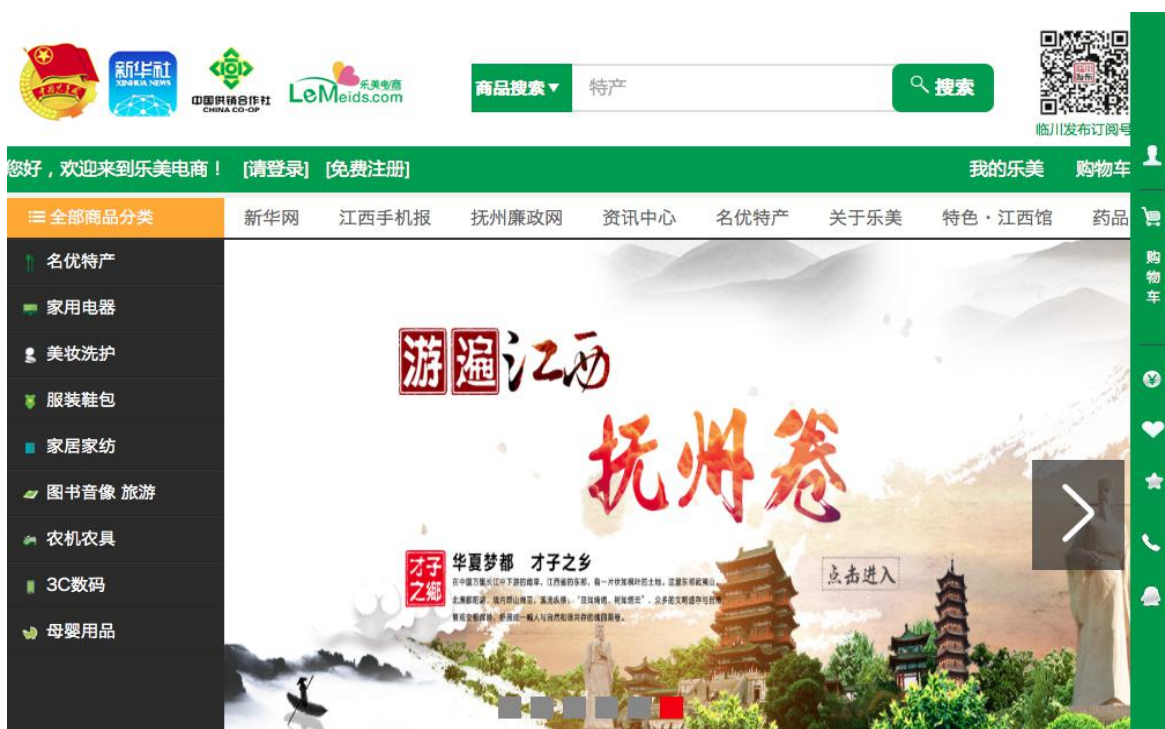 新华社
XINHUA NEWS
中国供销合作社
CHINA CO-OP
乐美电商
LeMeids.com
商品搜索▼
特产
搜索
临川发布订阅号
您好，欢迎来到乐美电商！ [请登录] [免费注册]
我的乐美 购物车
全部商品分类
新华网 江西手机报 抚州廉政网 资讯中心 名优特产 关于乐美 特色·江西馆 药品
名优特产
家用电器
美妆洗护
服装鞋包
家居家纺
图书音像 旅游
农机农具
3C数码
母婴用品
游遍江西
抚州卷
才子之乡
华夏梦都 才子之乡
点击进入
购物车